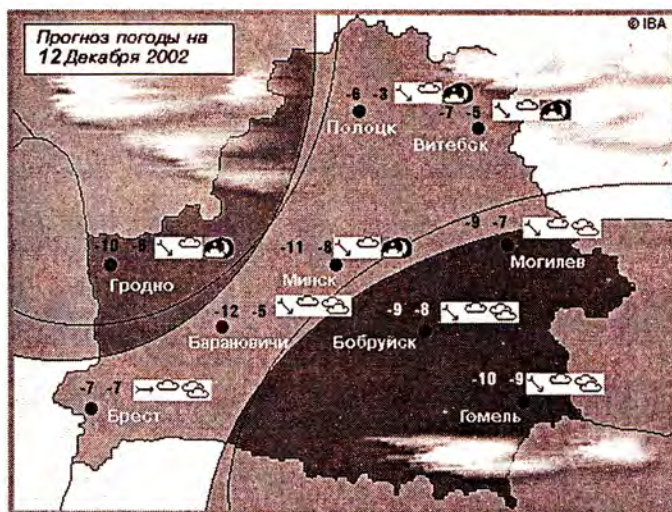 Прогноз погоды на
12 Декабря 2002
© IBA
-6 -3
Полоцк
-7 -5
Витебск
-9 -7
Могилев
-10 -8
Гродно
-11 -8
Минск
-12 -5
Барановичи
-9 -8
Бобруйск
-7 -7
Брест
-10 -9
Гомель